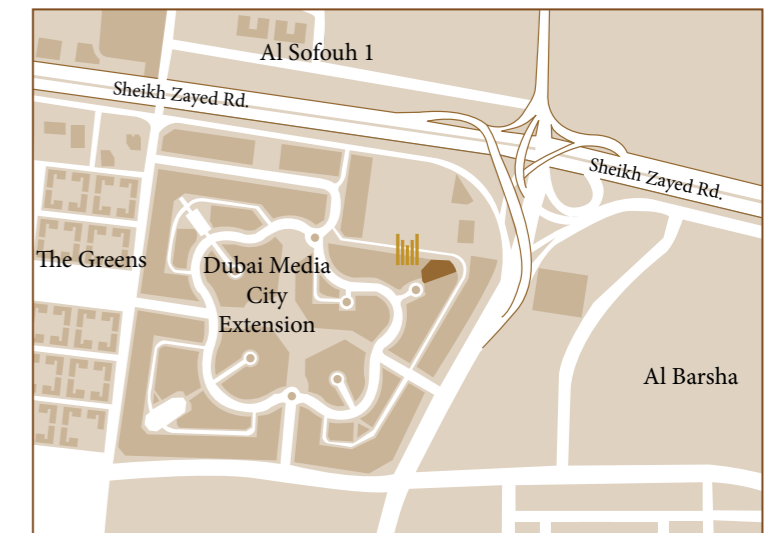 Al Sofouh 1
Sheikh Zayed Rd.
Sheikh Zayed Rd.
The Greens
Dubai Media
City
Extension
Al Barsha